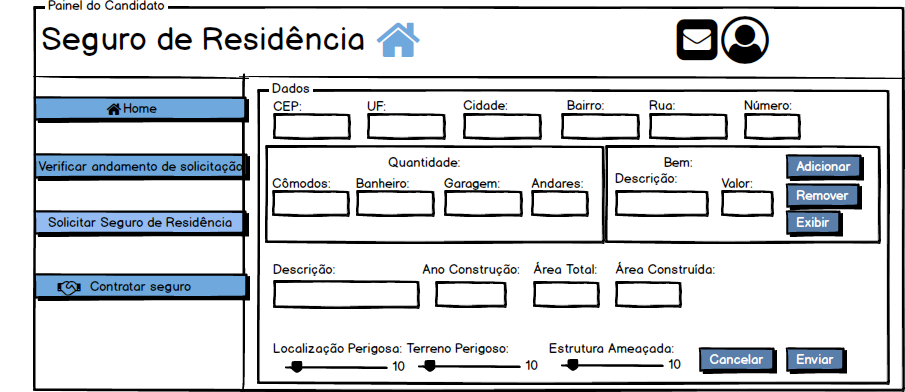 Painel do Candidato
Seguro de Residência
Home
Verificar andamento de solicitação
Solicitar Seguro de Residência
Contratar seguro
Dados
CEP: UF: Cidade: Bairro: Rua: Número:
Quantidade:
Cômodos: Banheiro: Garagem: Andares:
Bem:
Descrição: Valor:
Adicionar
Remover
Exibir
Descrição: Ano Construção: Área Total: Área Construída:
Localização Perigosa: Terreno Perigoso: Estrutura Ameaçada:
10 10 10
Cancelar Enviar